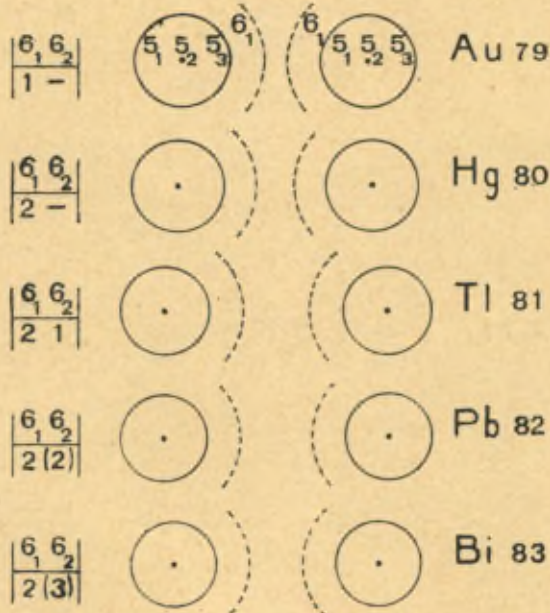 6₁ 6₂
1 -
5₁ 5₂ 5₃ 6₁ 6₁ 5₁ 5₂ 5₃ Au 79
6₁ 6₂
2 -
Hg 80
6₁ 6₂
2 1
Tl 81
6₁ 6₂
2 (2)
Pb 82
6₁ 6₂
2 (3)
Bi 83